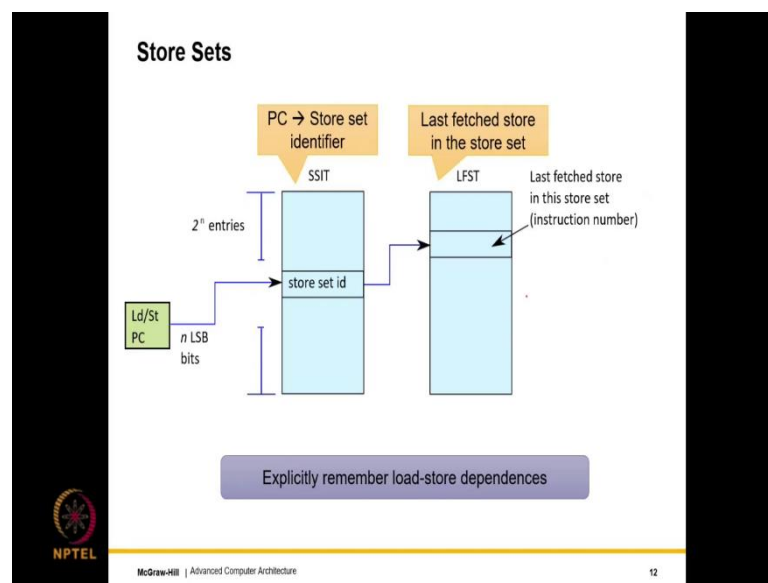 Store Sets
PC → Store set
identifier
Last fetched store
in the store set
SSIT
LFST
Last fetched store
in this store set
(instruction number)
2ⁿ entries
store set id
Ld/St
PC
n LSB
bits
Explicitly remember load-store dependences
NPTEL
McGraw-Hill | Advanced Computer Architecture
12